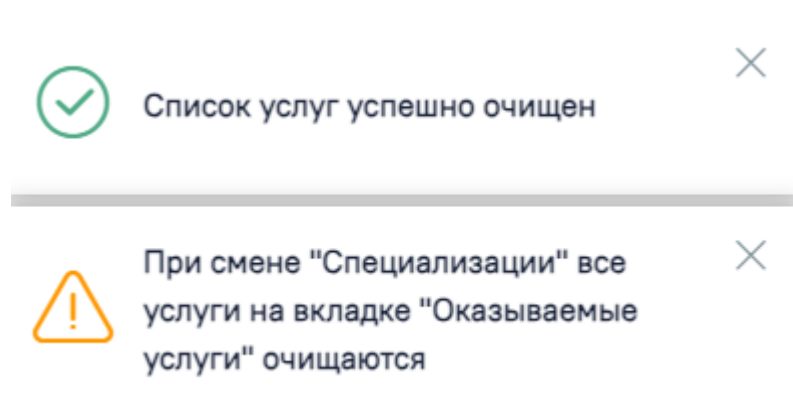 Список услуг успешно очищен
При смене "Специализации" все
услуги на вкладке "Оказываемые
услуги" очищаются